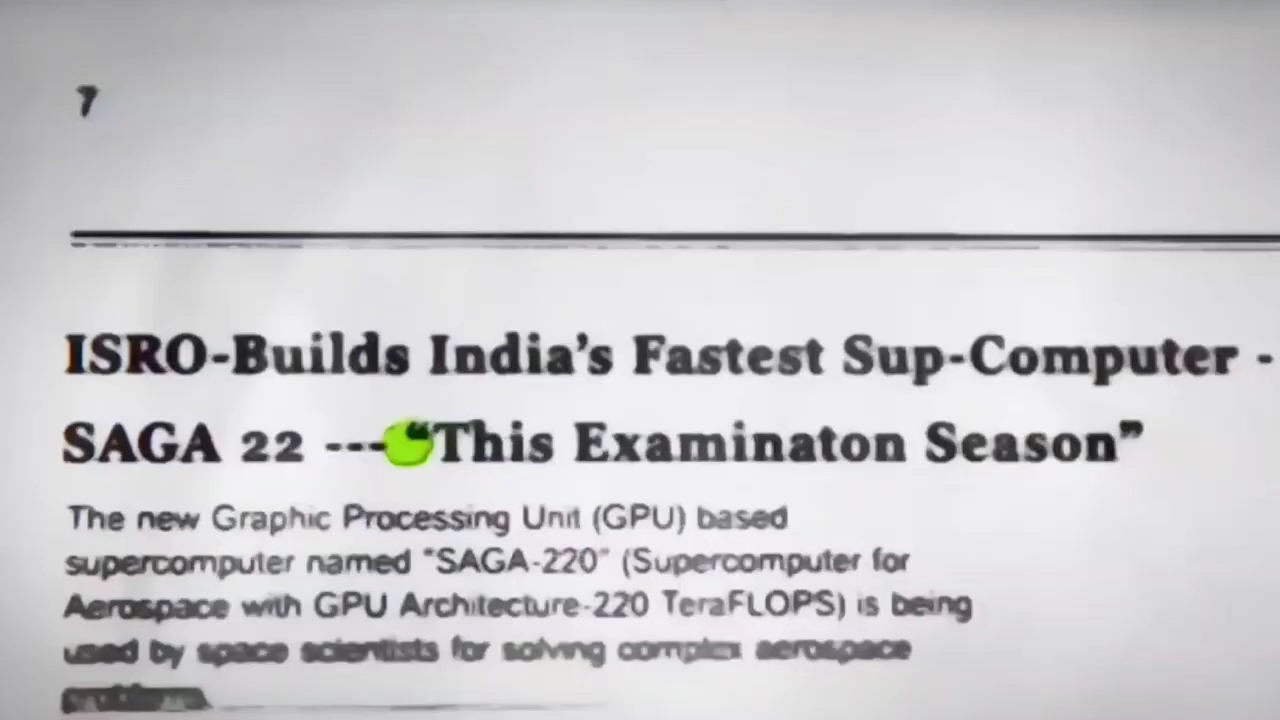 7
ISRO-Builds India's Fastest Sup-Computer -
SAGA 22 ---“This Examinaton Season”
The new Graphic Processing Unit (GPU) based
supercomputer named "SAGA-220" (Supercomputer for
Aerospace with GPU Architecture-220 TeraFLOPS) is being
used by space scientists for solving complex aerospace